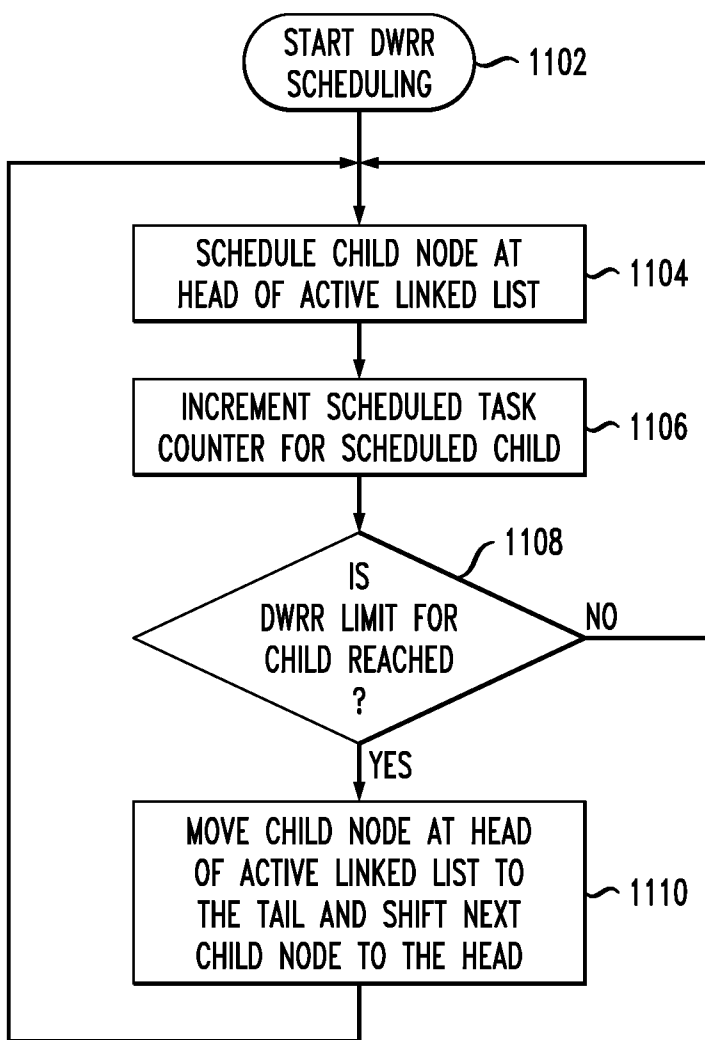 START DWRR
SCHEDULING
1102
SCHEDULE CHILD NODE AT
HEAD OF ACTIVE LINKED LIST
1104
INCREMENT SCHEDULED TASK
COUNTER FOR SCHEDULED CHILD
1106
1108
IS
DWRR LIMIT FOR
CHILD REACHED
?
NO
YES
MOVE CHILD NODE AT HEAD
OF ACTIVE LINKED LIST TO
THE TAIL AND SHIFT NEXT
CHILD NODE TO THE HEAD
1110